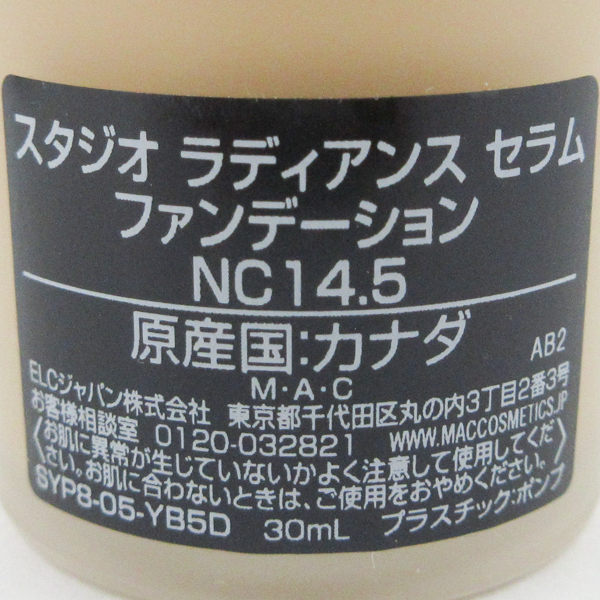 スタジオ ラディアンス セラム
ファンデーション
NC14.5
原産国:カナダ AB2
M・A・C
ELCジャパン株式会社 東京都千代田区丸の内3丁目2番3号
お客様相談室 0120-032821 WWW.MACCOSMETICS.JP
〈お肌に異常が生じていないかよく注意して使用してくだ
さい。お肌に合わないときは、ご使用をおやめください。〉
SYP8-05-YB5D 30mL プラスチック:ポンプ